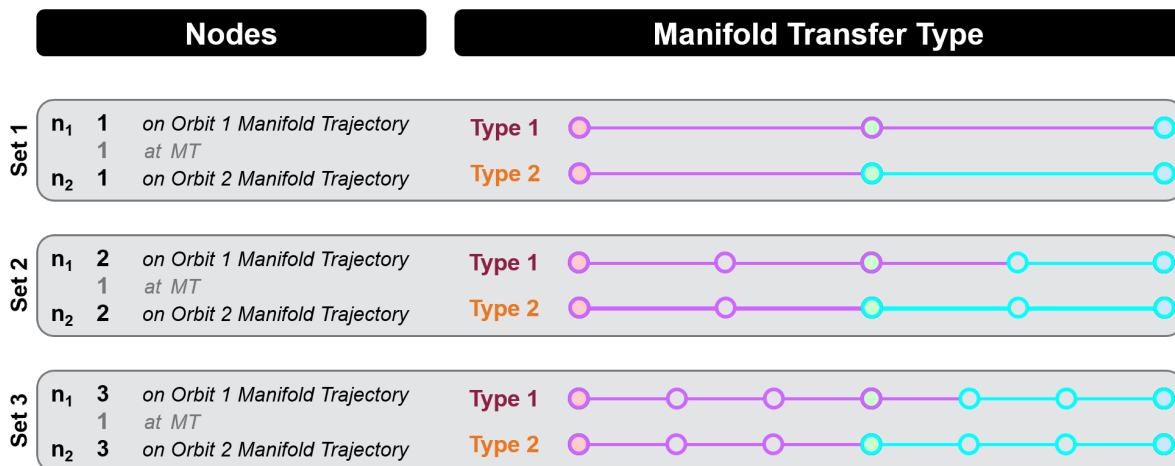 Nodes
Manifold Transfer Type
Set 1
n1 1 on Orbit 1 Manifold Trajectory
1 at MT
n2 1 on Orbit 2 Manifold Trajectory
Type 1
Type 2
Set 2
n1 2 on Orbit 1 Manifold Trajectory
1 at MT
n2 2 on Orbit 2 Manifold Trajectory
Type 1
Type 2
Set 3
n1 3 on Orbit 1 Manifold Trajectory
1 at MT
n2 3 on Orbit 2 Manifold Trajectory
Type 1
Type 2